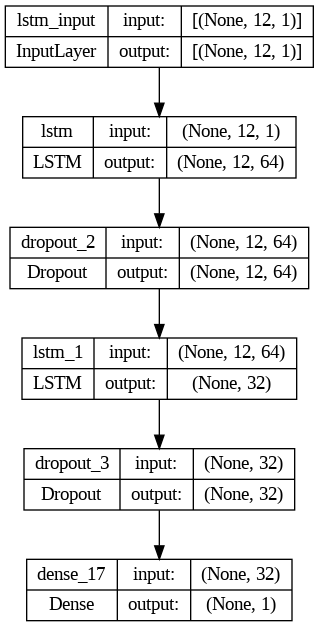 lstm_input input: [(None, 12, 1)]
InputLayer output: [(None, 12, 1)]
lstm input: (None, 12, 1)
LSTM output: (None, 12, 64)
dropout_2 input: (None, 12, 64)
Dropout output: (None, 12, 64)
lstm_1 input: (None, 12, 64)
LSTM output: (None, 32)
dropout_3 input: (None, 32)
Dropout output: (None, 32)
dense_17 input: (None, 32)
Dense output: (None, 1)